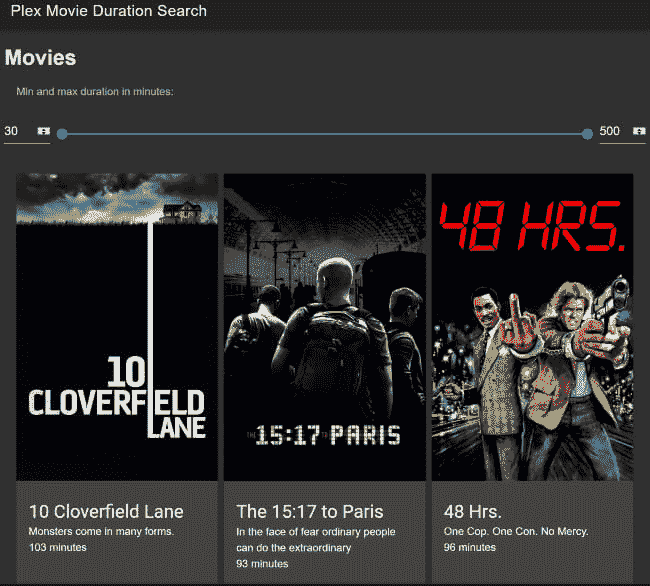 Plex Movie Duration Search
Movies
Min and max duration in minutes:
30
500
10
CLOVERFIELD
LANE
THE 15:17 TO PARIS
48 HRS.
10 Cloverfield Lane
Monsters come in many forms.
103 minutes
The 15:17 to Paris
In the face of fear ordinary people
can do the extraordinary
93 minutes
48 Hrs.
One Cop. One Con. No Mercy.
96 minutes